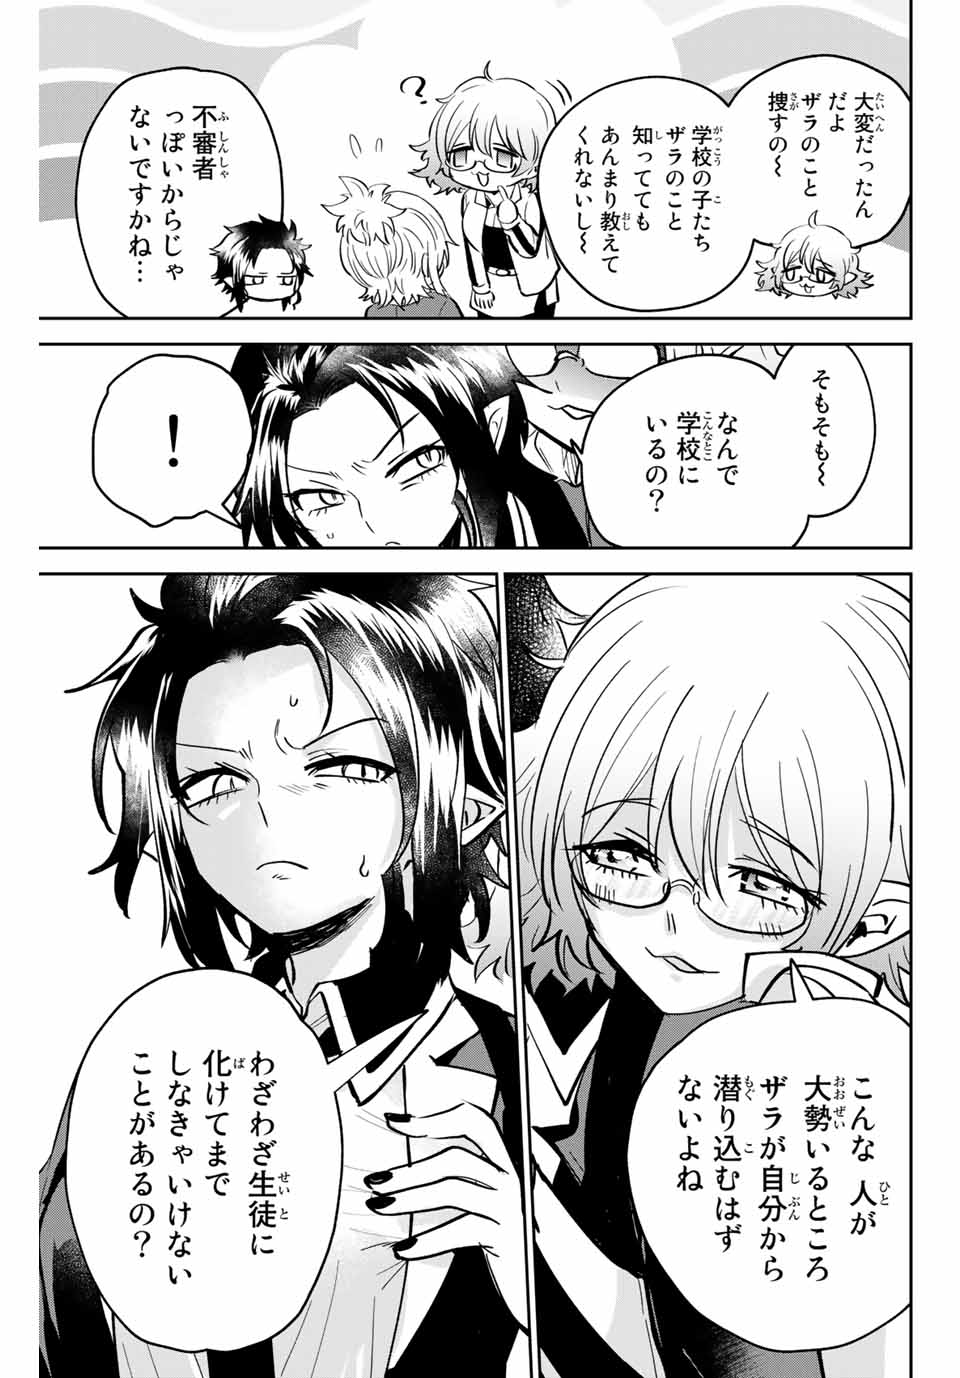 大変だったん
だよ
ザラのこと
捜すの〜
学校の子たち
ザラのこと
知ってても
あんまり教えて
くれないし〜
?
不審者
っぽいからじゃ
ないですかね…
そもそも〜
なんで
学校に
いるの?
！
こんな 人が
大勢いるところ
ザラが自分から
潜り込むはず
ないよね
わざわざ生徒に
化けてまで
しなきゃいけない
ことがあるの?